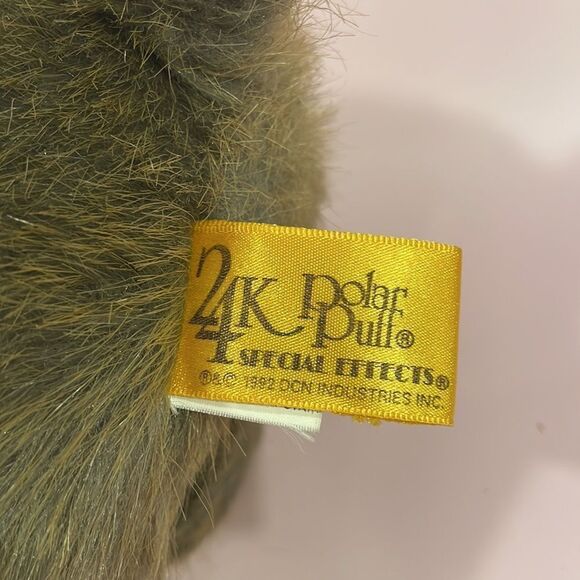 24K Polar Puff®
SPECIAL EFFECTS®
®&© 1992 DCN INDUSTRIES INC.